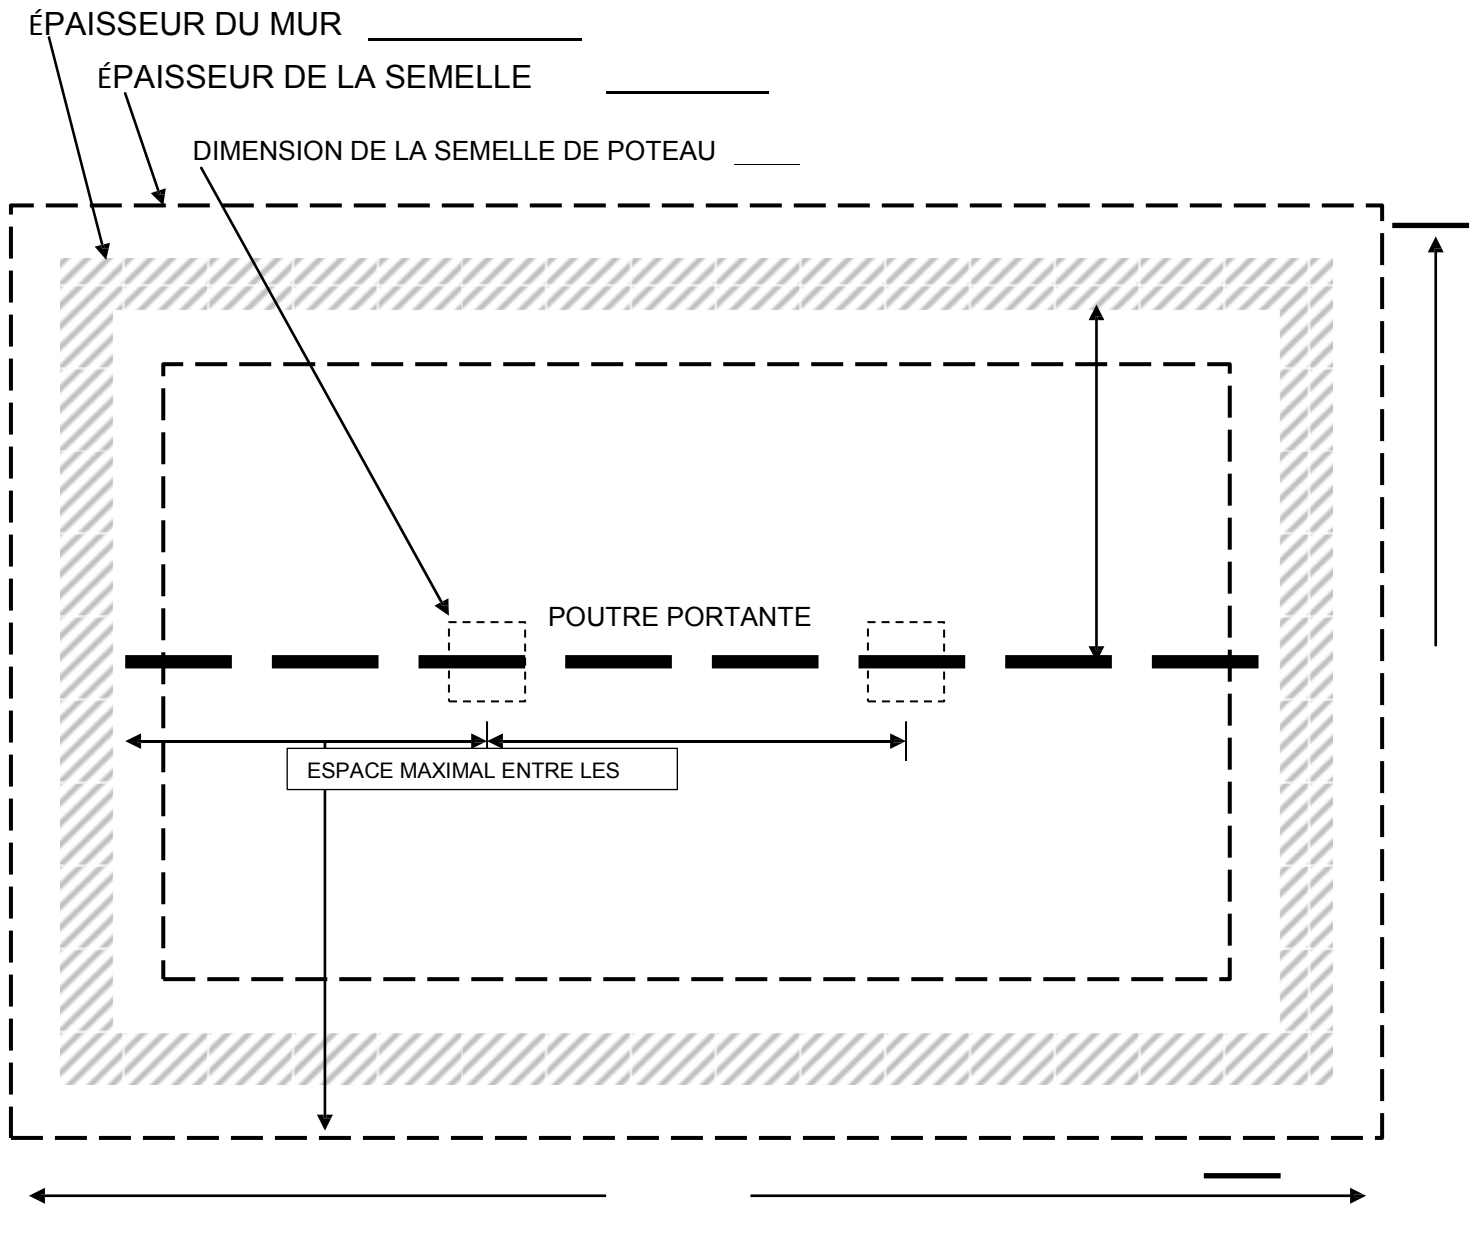 ÉPAISSEUR DU MUR
ÉPAISSEUR DE LA SEMELLE
DIMENSION DE LA SEMELLE DE POTEAU
POUTRE PORTANTE
ESPACE MAXIMAL ENTRE LES